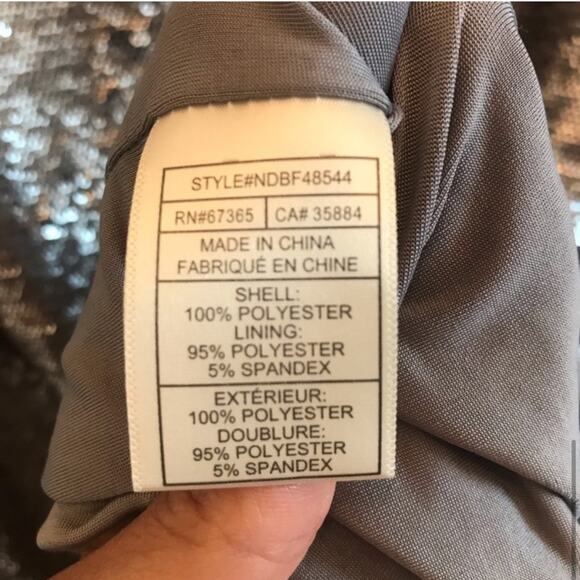 STYLE#NDBF48544
RN#67365 CA# 35884
MADE IN CHINA
FABRIQUÉ EN CHINE
SHELL:
100% POLYESTER
LINING:
95% POLYESTER
5% SPANDEX
EXTÉRIEUR:
100% POLYESTER
DOUBLURE:
95% POLYESTER
5% SPANDEX